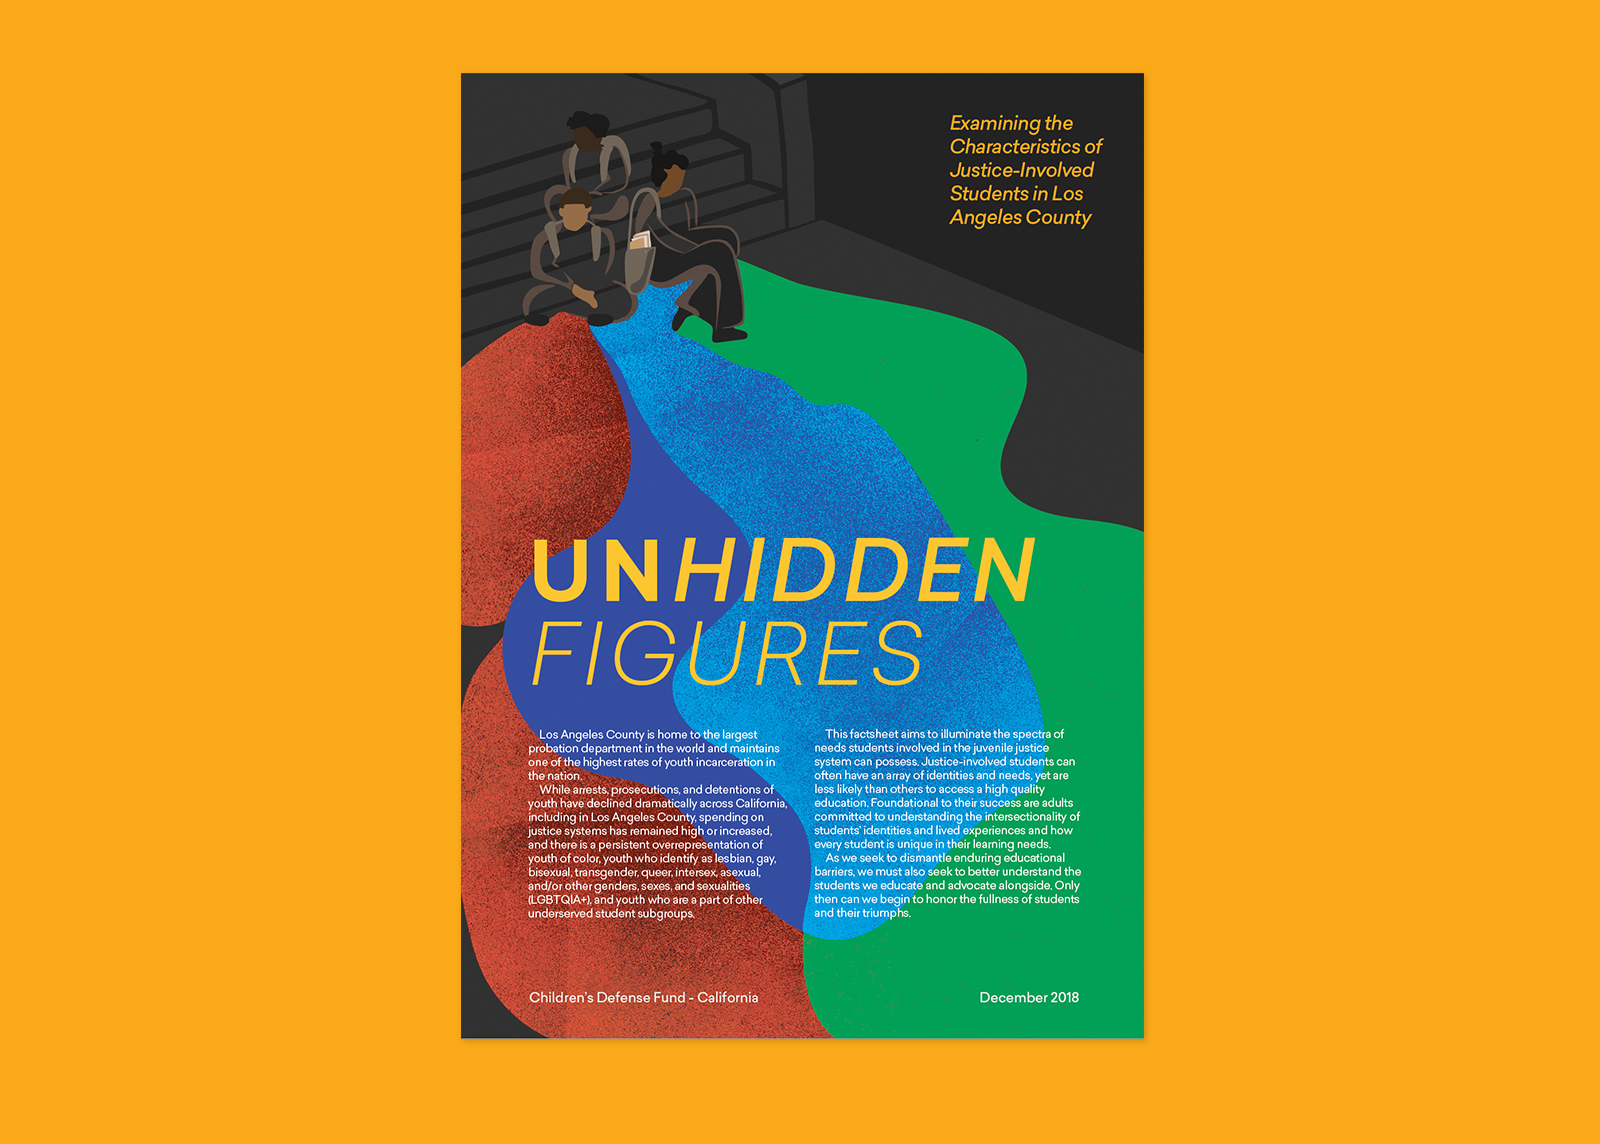 Examining the
Characteristics of
Justice-Involved
Students in Los
Angeles County
UNHIDDEN
FIGURES
Los Angeles County is home to the largest
probation department in the world and maintains
one of the highest rates of youth incarceration in
the nation.
While arrests, prosecutions, and detentions of
youth have declined dramatically across California,
including in Los Angeles County, spending on
justice systems has remained high or increased,
and there is a persistent overrepresentation of
youth of color, youth who identify as lesbian, gay,
bisexual, transgender, queer, intersex, asexual,
and/or other genders, sexes, and sexualities
(LGBTQIA+), and youth who are a part of other
underserved student subgroups.
This factsheet aims to illuminate the spectra of
needs students involved in the juvenile justice
system can possess. Justice-involved students can
often have an array of identities and needs, yet are
less likely than others to access a high quality
education. Foundational to their success are adults
committed to understanding the intersectionality of
students' identities and lived experiences and how
every student is unique in their learning needs.
As we seek to dismantle enduring educational
barriers, we must also seek to better understand the
students we educate and advocate alongside. Only
then can we begin to honor the fullness of students
and their triumphs.
Children's Defense Fund - California
December 2018